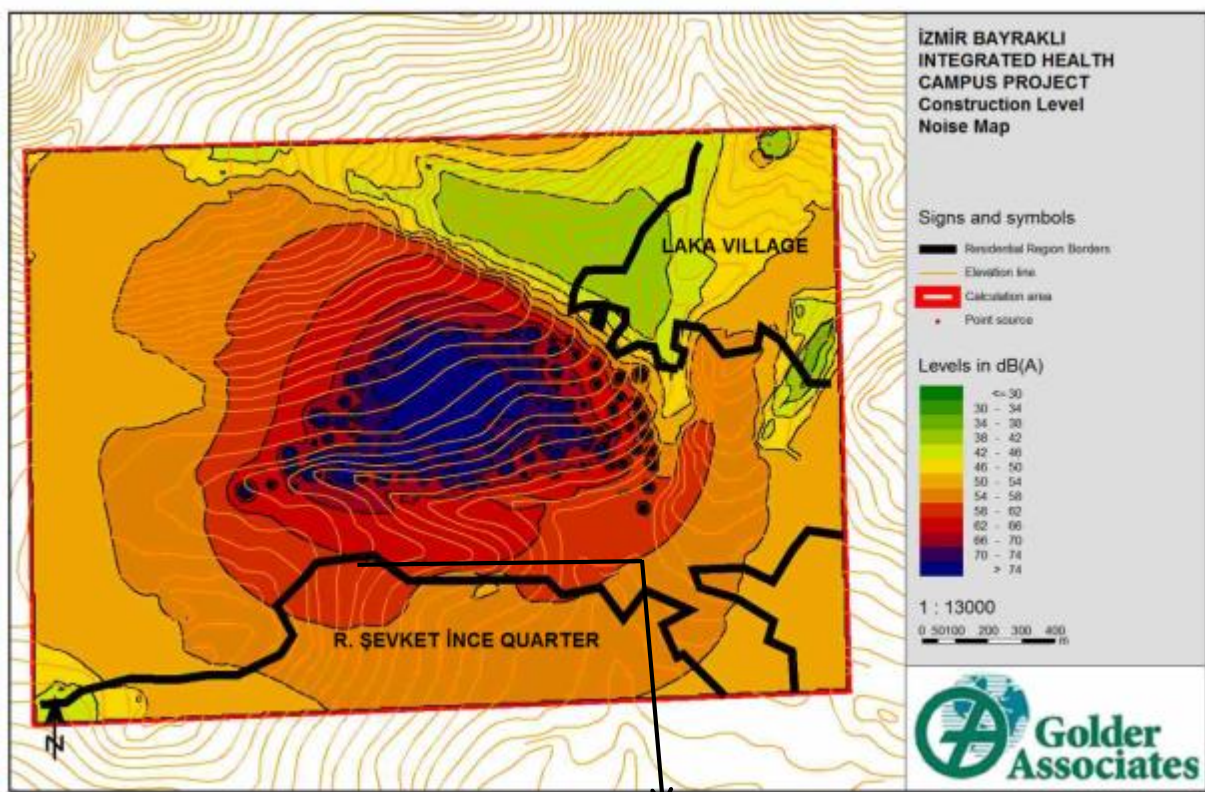 İZMİR BAYRAKLI
INTEGRATED HEALTH
CAMPUS PROJECT
Construction Level
Noise Map
Signs and symbols
Residential Region Borders
Elevation line
Calculation area
Point source
Levels in dB(A)
<= 30
30 - 34
34 - 38
38 - 42
42 - 46
46 - 50
50 - 54
54 - 58
58 - 62
62 - 66
66 - 70
70 - 74
> 74
1 : 13000
0 50100 200 300 400
m
LAKA VILLAGE
R. ŞEVKET İNCE QUARTER
N
Golder
Associates